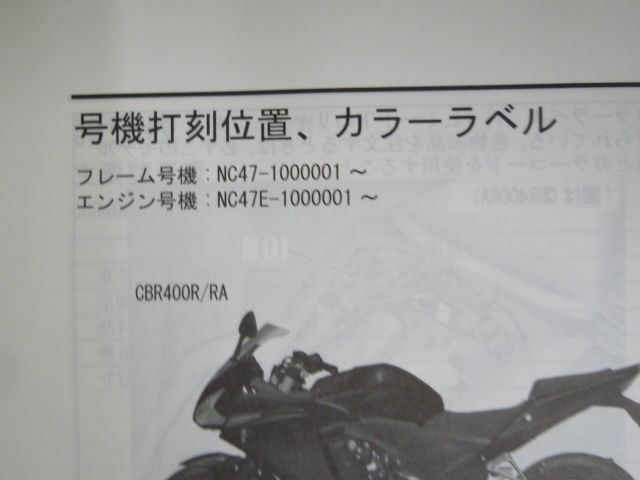 号機打刻位置、カラーラベル
フレーム号機：NC47-1000001～
エンジン号機：NC47E-1000001～
CBR400R/RA